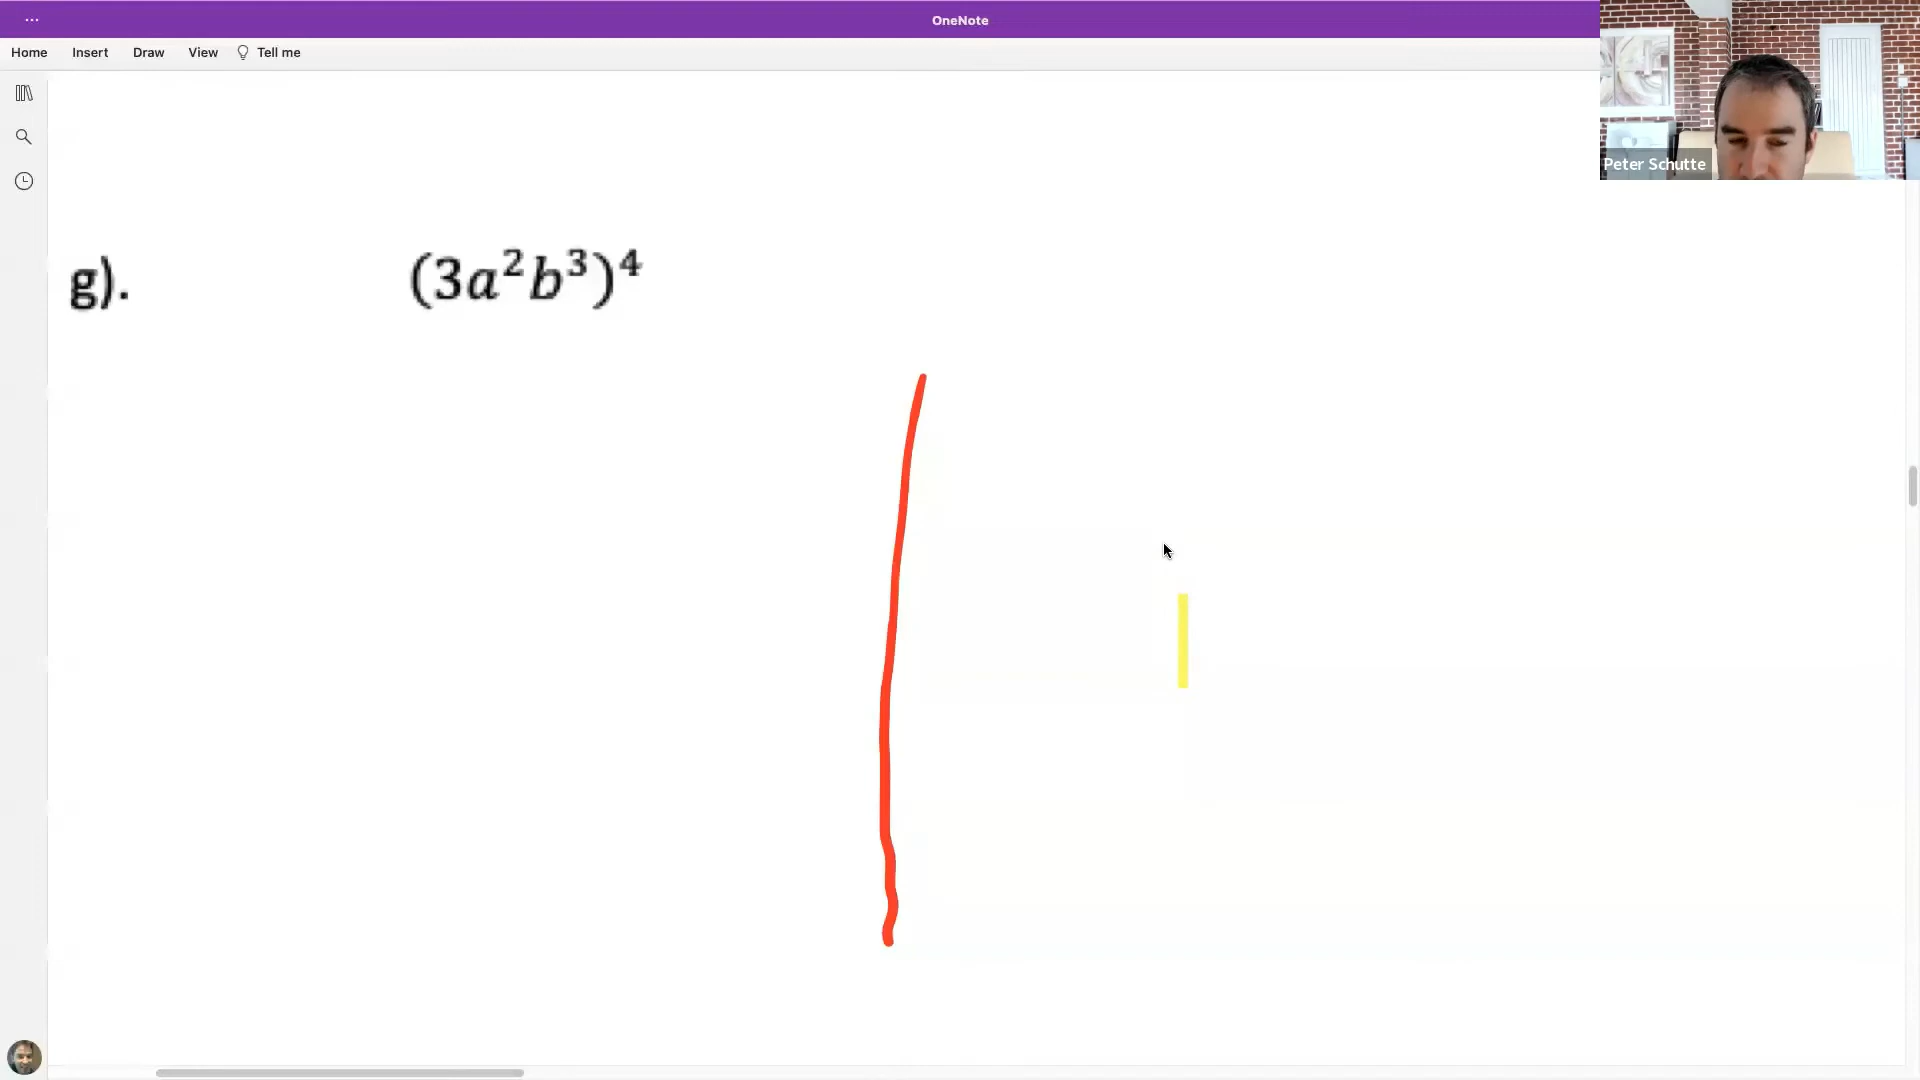 OneNote
Home Insert Draw View Tell me
Peter Schutte
g). (3a²b³)⁴